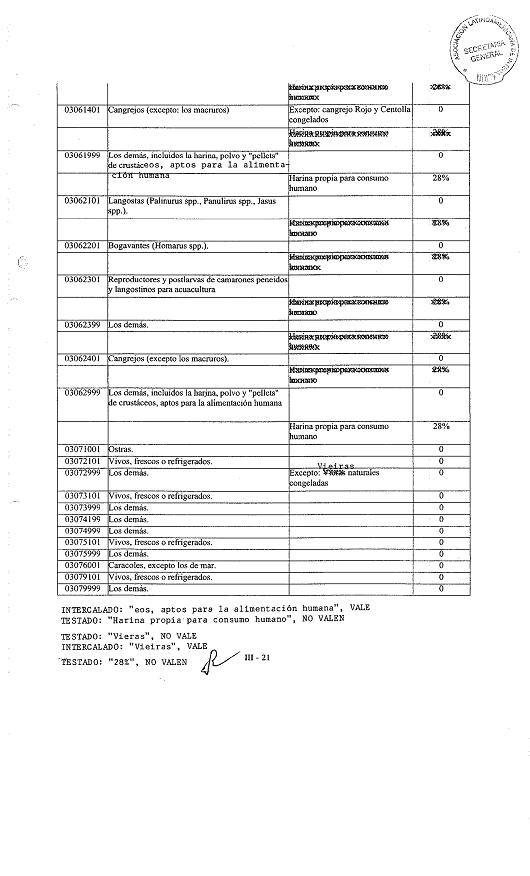 ASOCIACION LATINOAMERICANA DE INTEGRACION
SECRETARIA
GENERAL
Harina propia para consumo 28%
humano
03061401 Cangrejos (excepto: los macruros) Excepto: cangrejo Rojo y Centolla 0
congelados
Harina propia para consumo 28%
humano
03061999 Los demás, incluidos la harina, polvo y "pellets" 0
de crustáceos, aptos para la alimenta-
ción humana
Harina propia para consumo 28%
humano
03062101 Langostas (Palinurus spp., Panulirus spp., Jasus 0
spp.).
Harina propia para consumo 28%
humano
03062201 Bogavantes (Homarus spp.). 0
Harina propia para consumo 28%
humano
03062301 Reproductores y postlarvas de camarones peneidos 0
y langostinos para acuacultura
Harina propia para consumo 28%
humano
03062399 Los demás. 0
Harina propia para consumo 28%
humano
03062401 Cangrejos (excepto los macruros). 0
Harina propia para consumo 28%
humano
03062999 Los demás, incluidos la harina, polvo y "pellets" 0
de crustáceos, aptos para la alimentación humana
Harina propia para consumo 28%
humano
03071001 Ostras. 0
03072101 Vivos, frescos o refrigerados. 0
Vieiras
03072999 Los demás. Excepto: Vieras naturales 0
congeladas
03073101 Vivos, frescos o refrigerados. 0
03073999 Los demás. 0
03074199 Los demás. 0
03074999 Los demás. 0
03075101 Vivos, frescos o refrigerados. 0
03075999 Los demás. 0
03076001 Caracoles, excepto los de mar. 0
03079101 Vivos, frescos o refrigerados. 0
03079999 Los demás. 0
INTERCALADO: "eos, aptos para la alimentación humana", VALE
TESTADO: "Harina propia para consumo humano", NO VALEN
TESTADO: "Vieras", NO VALE
INTERCALADO: "Vieiras", VALE
TESTADO: "28%", NO VALEN
III - 21